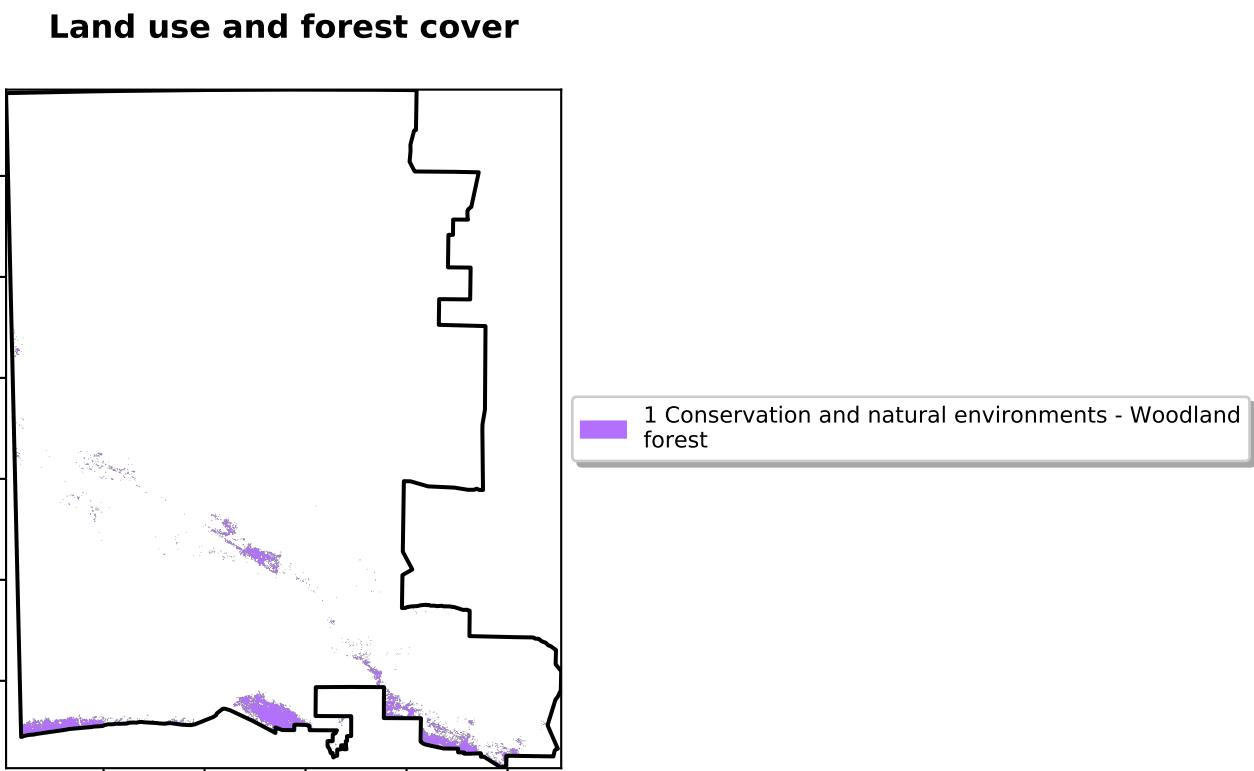 Land use and forest cover
1 Conservation and natural environments - Woodland
forest